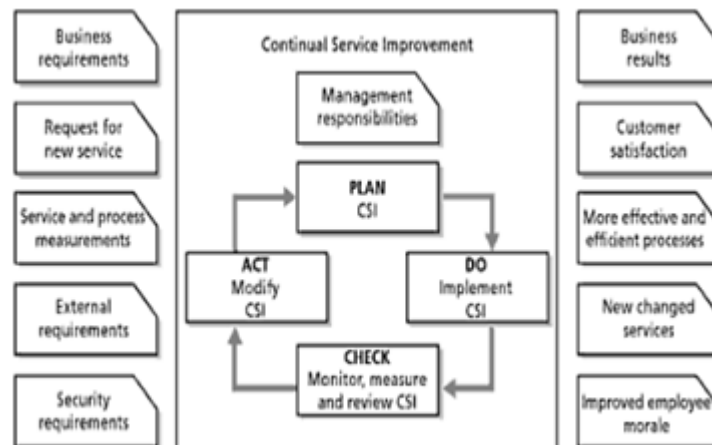 Business
requirements
Request for
new service
Service and process
measurements
External
requirements
Security
requirements
Continual Service Improvement
Management
responsibilities
PLAN
CSI
ACT
Modify
CSI
DO
Implement
CSI
CHECK
Monitor, measure
and review CSI
Business
results
Customer
satisfaction
More effective and
efficient processes
New changed
services
Improved employee
morale